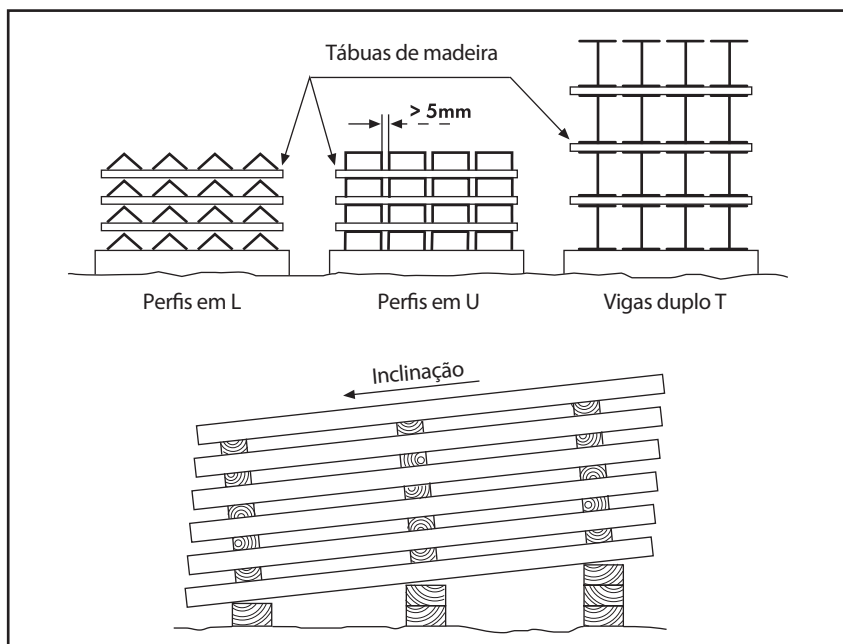 Tábuas de madeira
> 5mm
Perfis em L
Perfis em U
Vigas duplo T
Inclinação